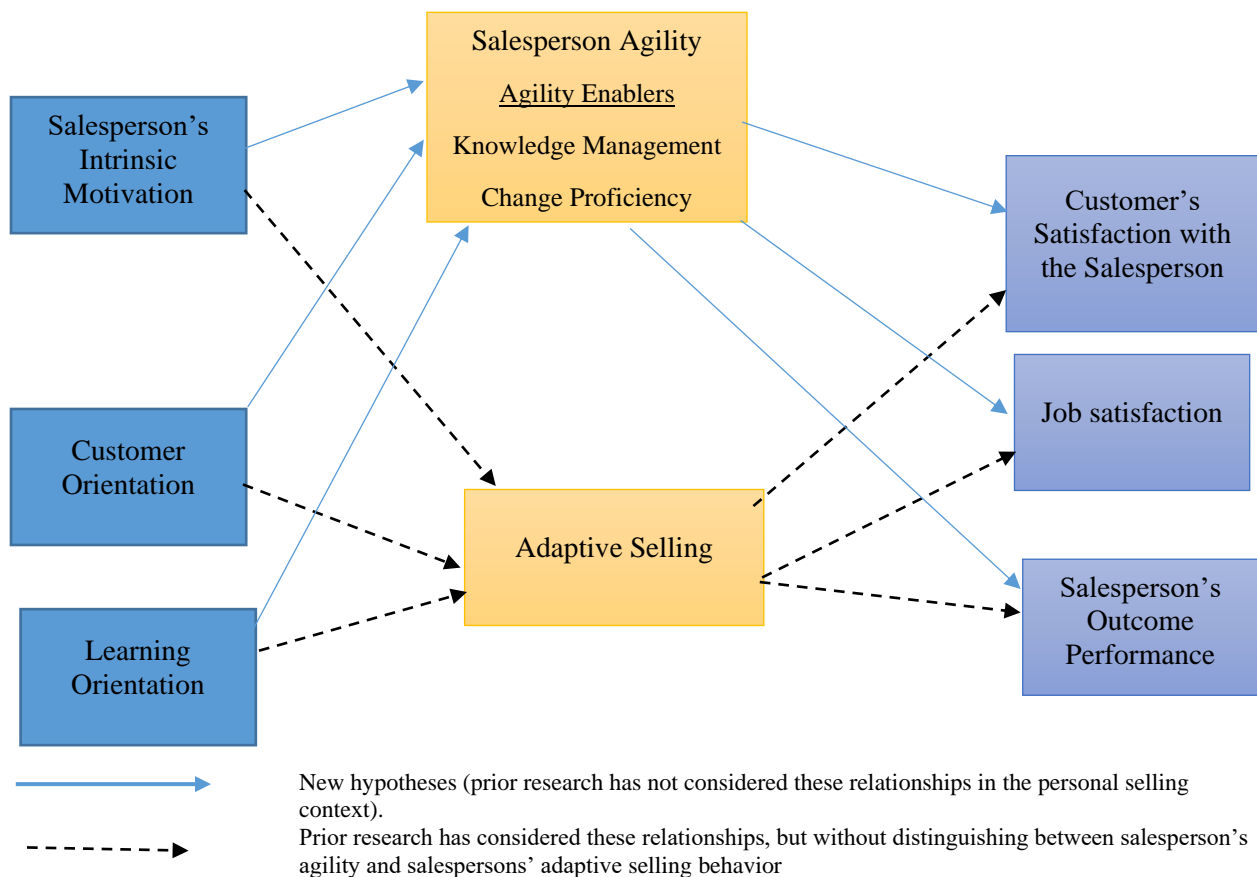 Salesperson Agility
Agility Enablers
Knowledge Management
Change Proficiency
Salesperson’s
Intrinsic
Motivation
Customer’s
Satisfaction with
the Salesperson
Job satisfaction
Customer
Orientation
Adaptive Selling
Salesperson’s
Outcome
Performance
Learning
Orientation
New hypotheses (prior research has not considered these relationships in the personal selling
context).
Prior research has considered these relationships, but without distinguishing between salesperson’s
agility and salespersons’ adaptive selling behavior